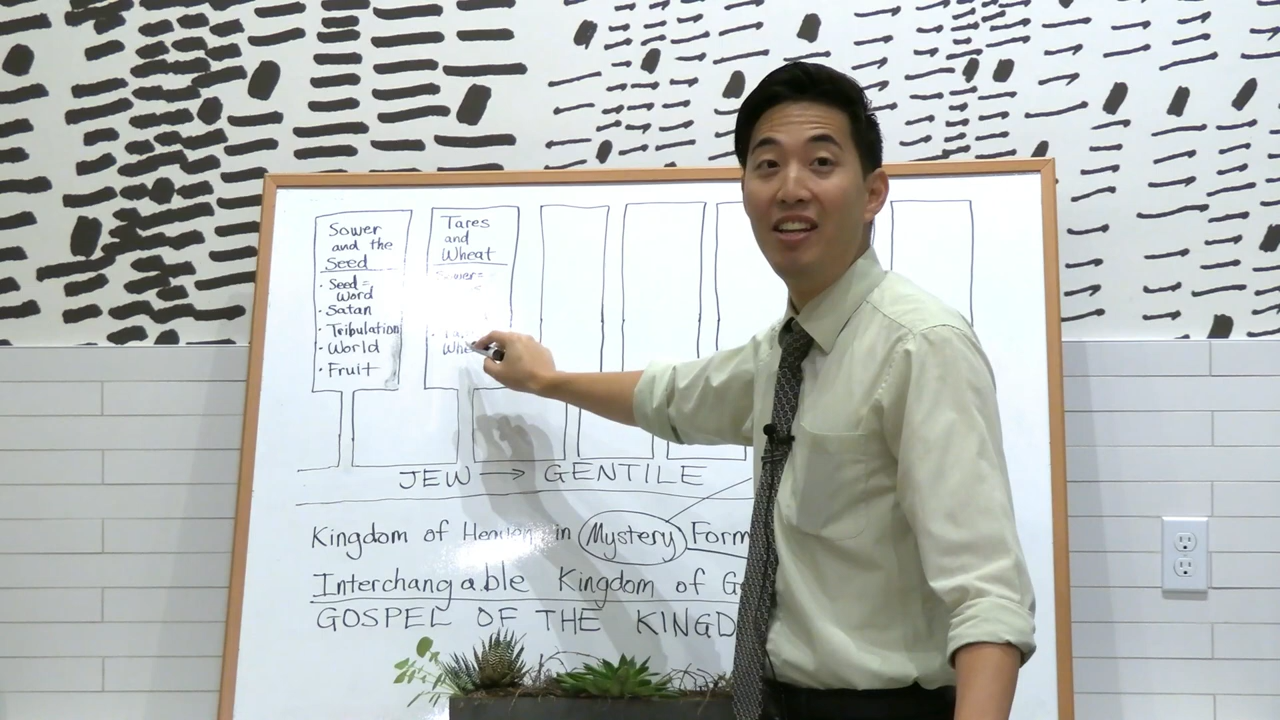 Sower
and the
Seed
· Seed =
Word
· Satan
· Tribulation
· World
· Fruit
Tares
and
Wheat
Sower=
JEW → GENTILE
Kingdom of Heaven in Mystery Form
Interchangable Kingdom of G
GOSPEL OF THE KINGD